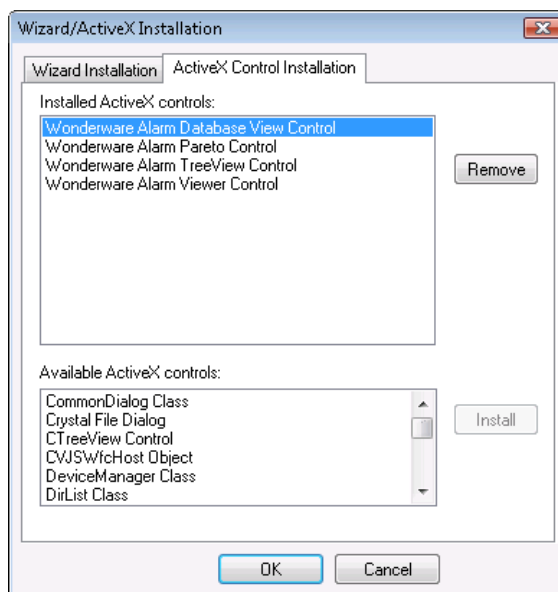 Wizard/ActiveX Installation
Wizard Installation ActiveX Control Installation
Installed ActiveX controls:
Wonderware Alarm Database View Control
Wonderware Alarm Pareto Control
Wonderware Alarm TreeView Control
Wonderware Alarm Viewer Control
Remove
Available ActiveX controls:
CommonDialog Class
Crystal File Dialog
CTreeView Control
CVJSWfcHost Object
DeviceManager Class
DirList Class
Install
OK Cancel